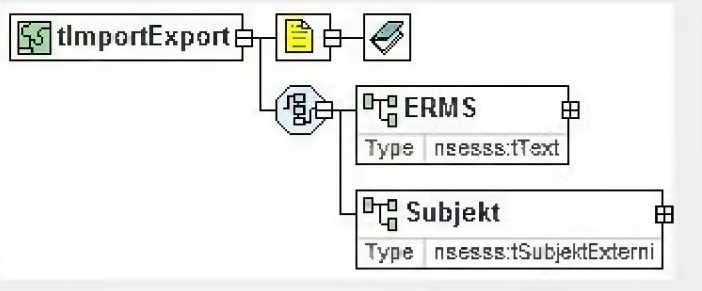 tImportExport
ERMS
Type nsesss:tText
Subjekt
Type nsesss:tSubjektExterni